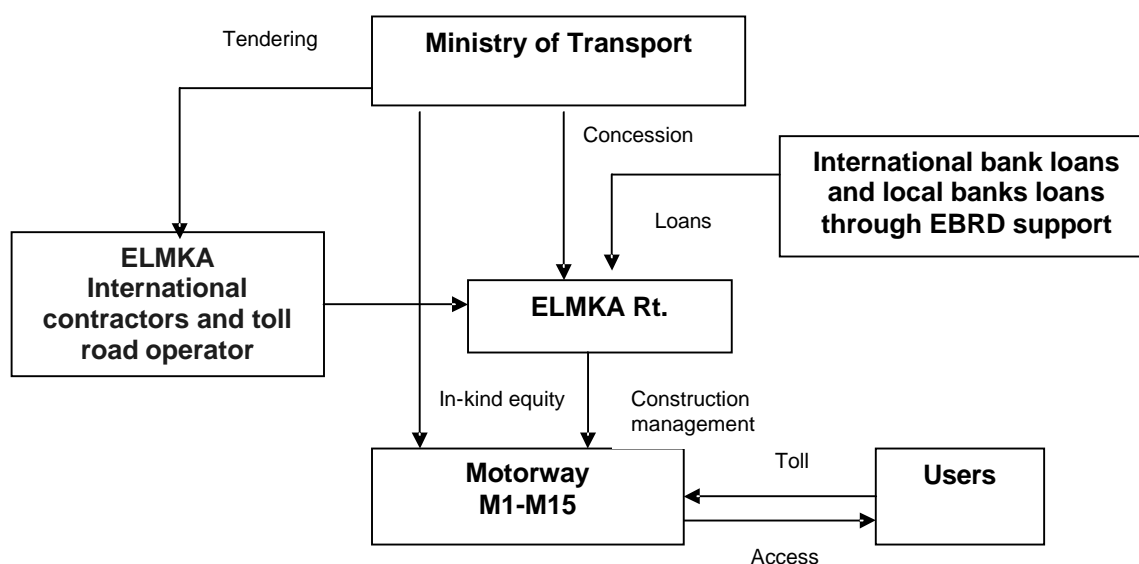 Tendering
Ministry of Transport
Concession
International bank loans
and local banks loans
through EBRD support
Loans
ELMKA
International
contractors and toll
road operator
ELMKA Rt.
In-kind equity
Construction
management
Motorway
M1-M15
Toll
Users
Access